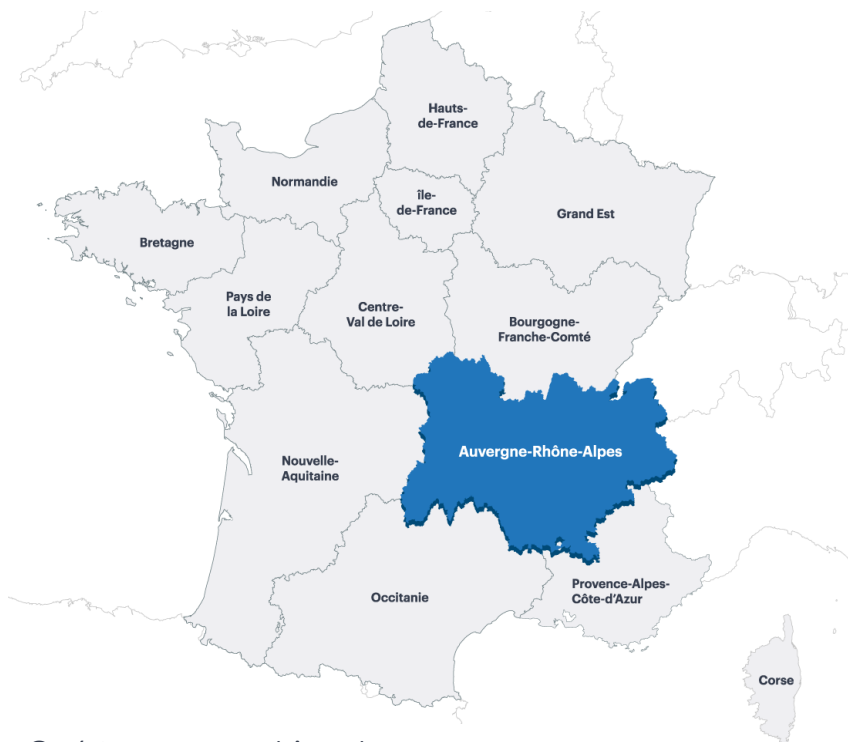 Hauts-
de-France
Normandie
île-
de-France
Grand Est
Bretagne
Pays de
la Loire
Centre-
Val de Loire
Bourgogne-
Franche-Comté
Auvergne-Rhône-Alpes
Nouvelle-
Aquitaine
Occitanie
Provence-Alpes-
Côte-d'Azur
Corse